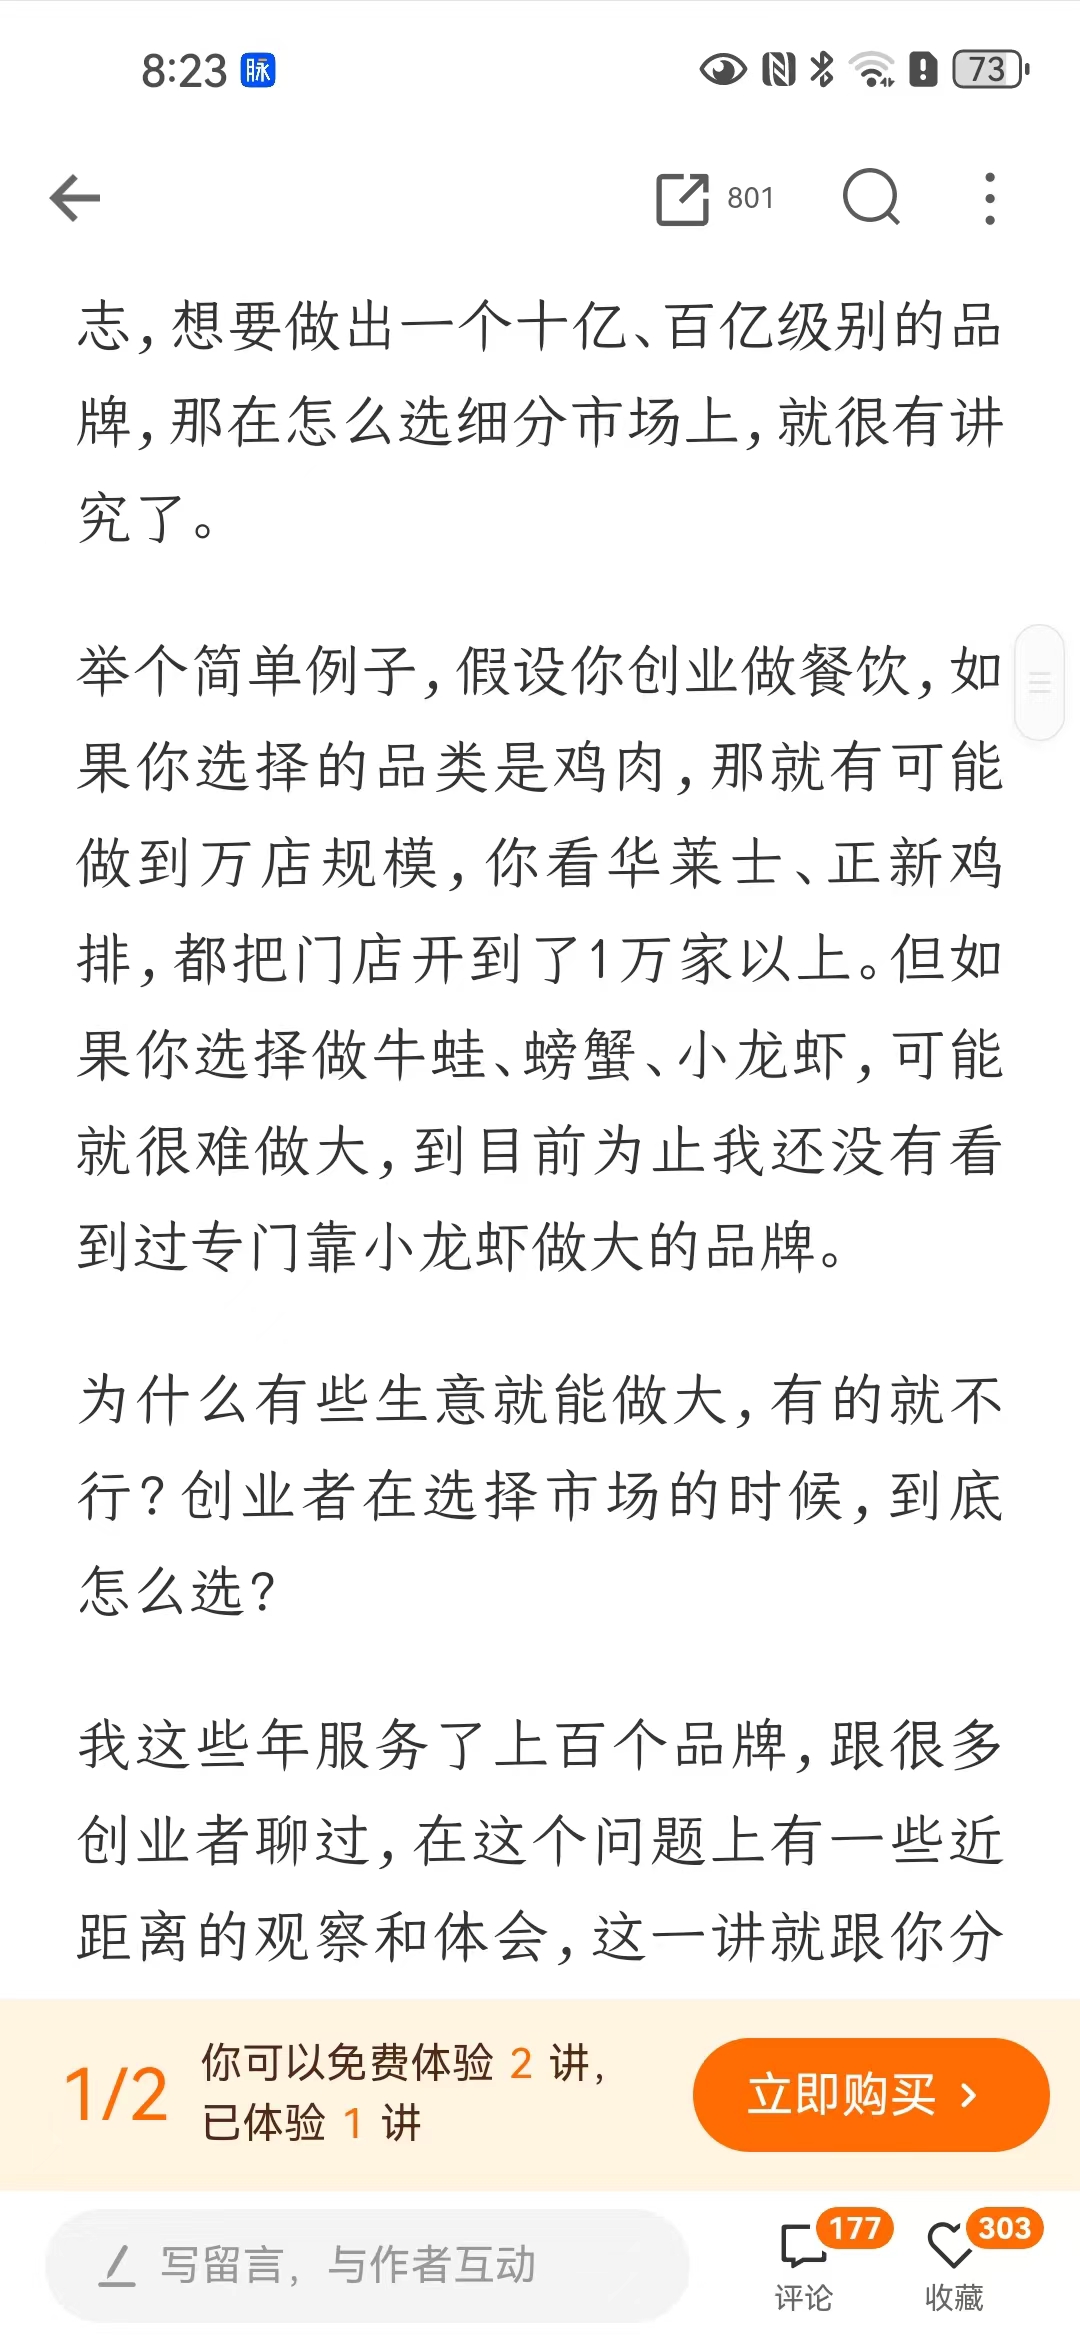 8:23 脉 73
801
志，想要做出一个十亿、百亿级别的品
牌，那在怎么选细分市场上，就很有讲
究了。
举个简单例子，假设你创业做餐饮，如
果你选择的品类是鸡肉，那就有可能
做到万店规模，你看华莱士、正新鸡
排，都把门店开到了1万家以上。但如
果你选择做牛蛙、螃蟹、小龙虾，可能
就很难做大，到目前为止我还没有看
到过专门靠小龙虾做大的品牌。
为什么有些生意就能做大，有的就不
行？创业者在选择市场的时候，到底
怎么选？
我这些年服务了上百个品牌，跟很多
创业者聊过，在这个问题上有一些近
距离的观察和体会，这一讲就跟你分
1/2 你可以免费体验 2 讲，
已体验 1 讲
立即购买 >
写留言，与作者互动
177
评论
303
收藏